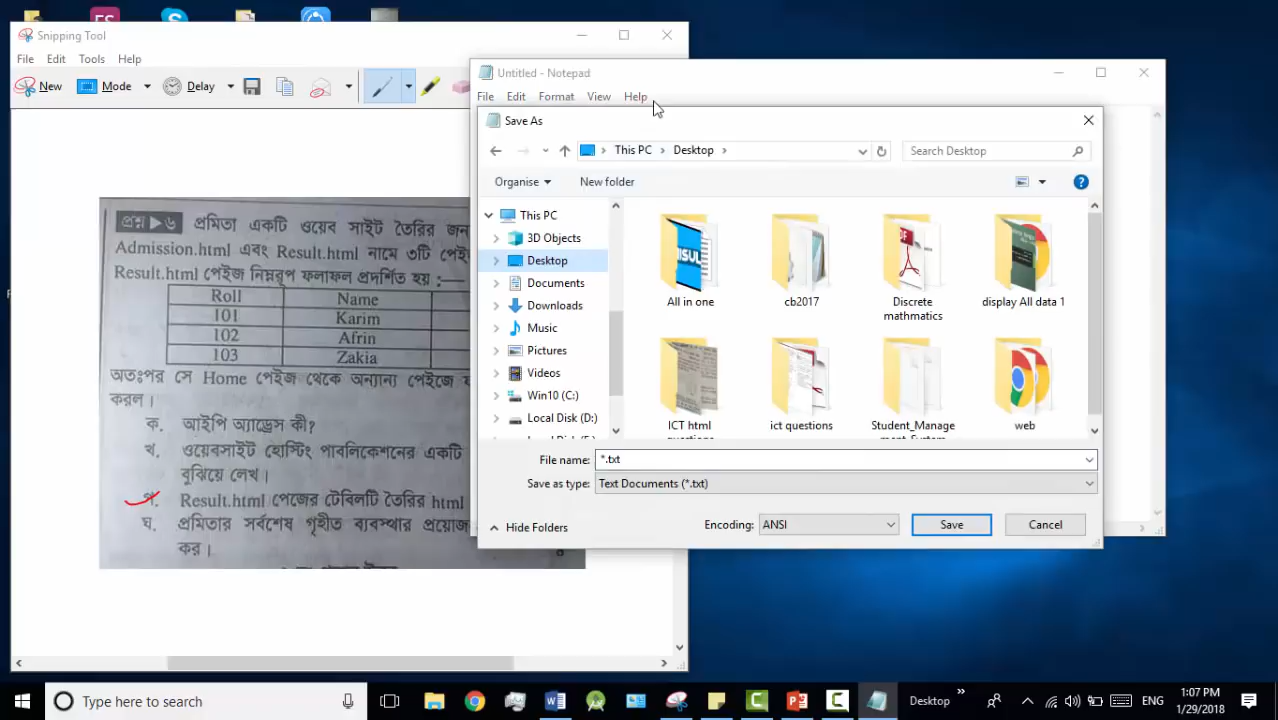 Snipping Tool
File Edit Tools Help
New Mode Delay
প্রশ্ন ▶ ৬ প্রমিতা একটি ওয়েব সাইট তৈরির জন
Admission.html এবং Result.html নামে ৩টি পেই
Result.html পেইজ নিম্নরূপ ফলাফল প্রদর্শিত হয় :—
Roll Name
101 Karim
102 Afrin
103 Zakia
অতঃপর সে Home পেইজ থেকে অন্যান্য পেইজে
করল।
ক. আইপি অ্যাড্রেস কী?
খ. ওয়েবসাইট হোস্টিং পাবলিকেশনের একটি
বুঝিয়ে লেখ।
গ. Result.html পেজের টেবিলটি তৈরির html
ঘ. প্রমিতার সর্বশেষ গৃহীত ব্যবস্থার প্রয়োজ
কর।
Untitled - Notepad
File Edit Format View Help
Save As
This PC Desktop
Search Desktop
Organise New folder
This PC
3D Objects
Desktop
Documents
Downloads
Music
Pictures
Videos
Win10 (C:)
Local Disk (D:)
All in one cb2017 Discrete mathmatics display All data 1
ICT html questions ict questions Student_Management_System web
File name: *.txt
Save as type: Text Documents (*.txt)
Hide Folders Encoding: ANSI Save Cancel
Type here to search
Desktop
ENG
1:07 PM
1/29/2018